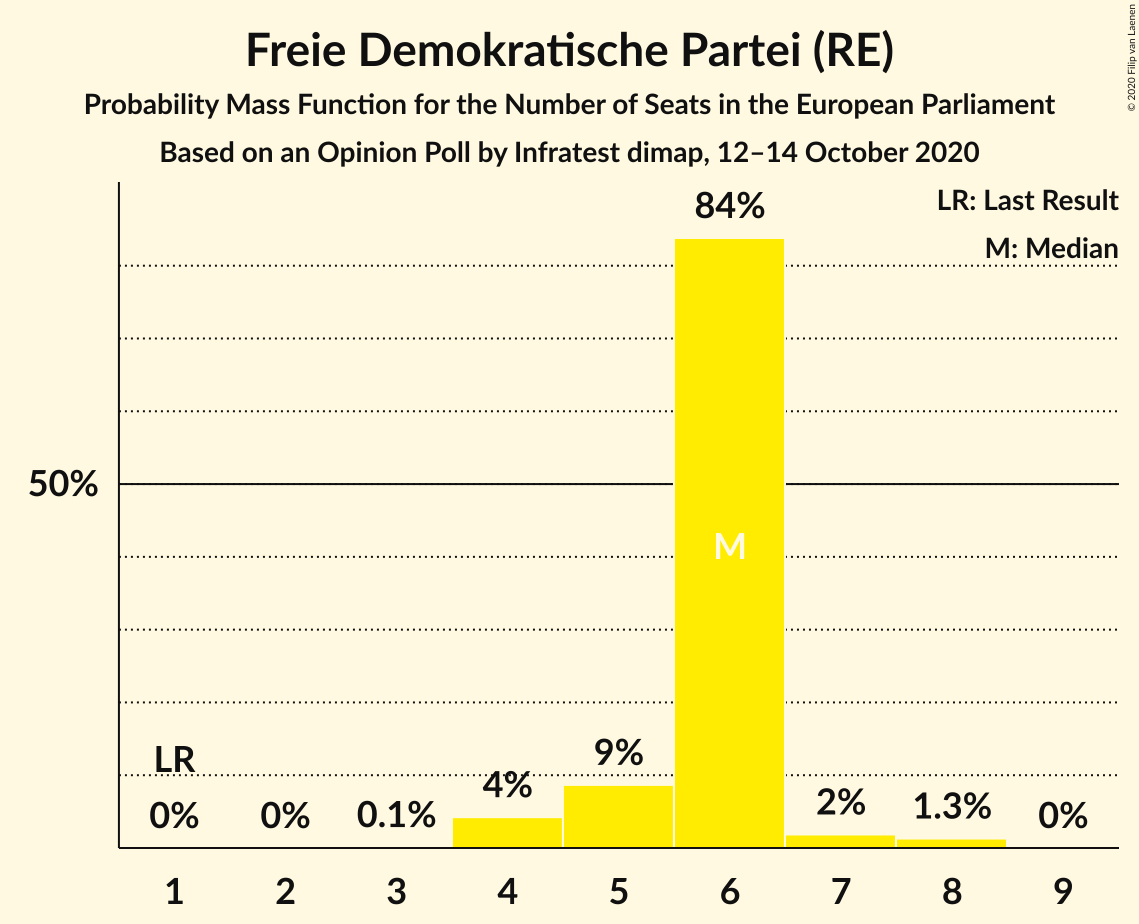 Freie Demokratische Partei (RE)
Probability Mass Function for the Number of Seats in the European Parliament
Based on an Opinion Poll by Infratest dimap, 12–14 October 2020
© 2020 Filip van Laenen
LR: Last Result
M: Median
84%
50%
M
LR
9%
4%
0%
0%
0.1%
2%
1.3%
0%
1 2 3 4 5 6 7 8 9